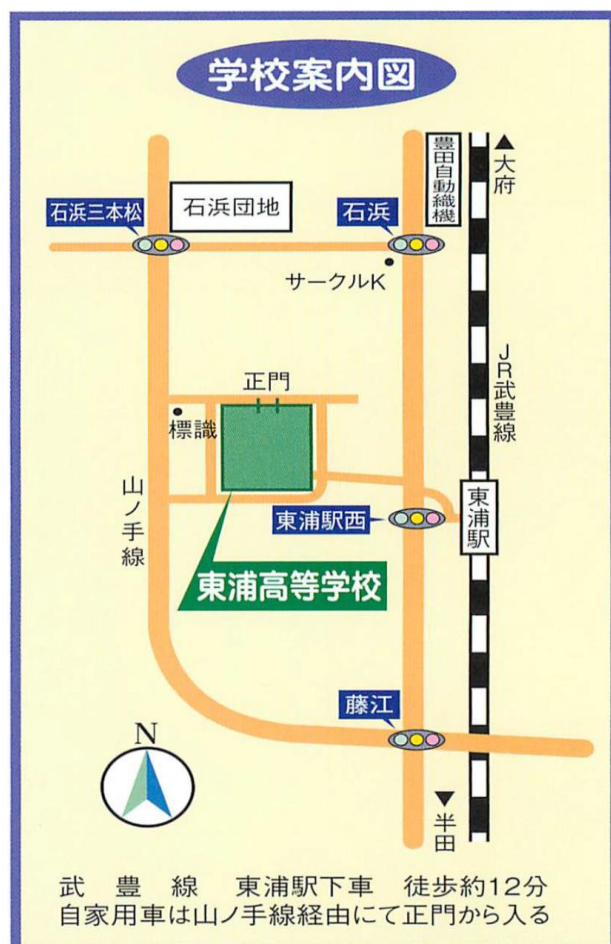 学校案内図
豊田自動織機
▲大府
石浜三本松
石浜団地
石浜
サークルK
JR武豊線
正門
標識
山ノ手線
東浦駅西
東浦駅
東浦高等学校
藤江
N
▼半田
武豊線 東浦駅下車 徒歩約12分
自家用車は山ノ手線経由にて正門から入る